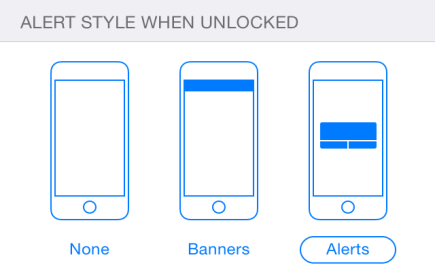 ALERT STYLE WHEN UNLOCKED
None Banners Alerts